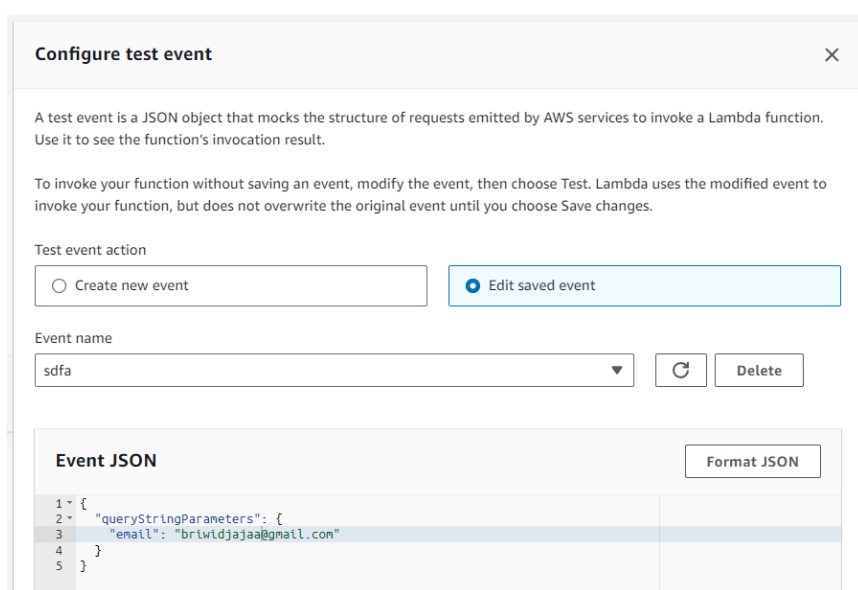 Configure test event
A test event is a JSON object that mocks the structure of requests emitted by AWS services to invoke a Lambda function.
Use it to see the function's invocation result.
To invoke your function without saving an event, modify the event, then choose Test. Lambda uses the modified event to
invoke your function, but does not overwrite the original event until you choose Save changes.
Test event action
Create new event
Edit saved event
Event name
sdfa
Delete
Event JSON
Format JSON
1 {
2 "queryStringParameters": {
3 "email": "briwidjajaa@gmail.com"
4 }
5 }